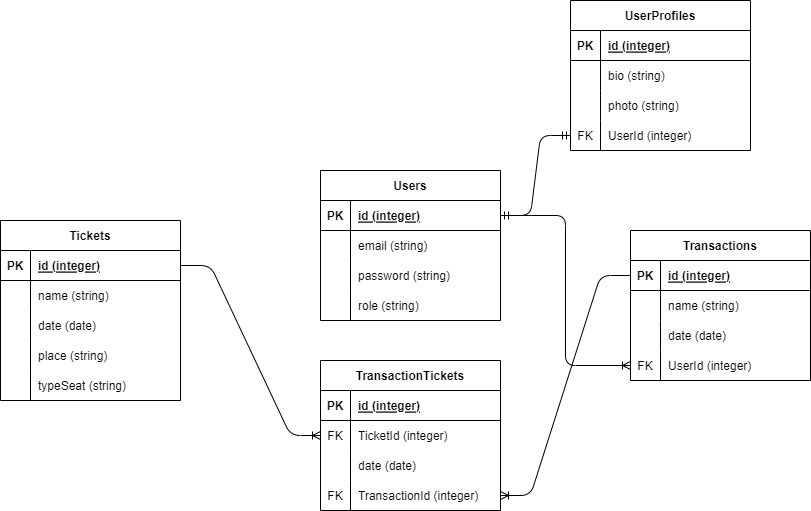 UserProfiles
PK id (integer)
bio (string)
photo (string)
FK UserId (integer)
Users
PK id (integer)
email (string)
password (string)
role (string)
Tickets
PK id (integer)
name (string)
date (date)
place (string)
typeSeat (string)
Transactions
PK id (integer)
name (string)
date (date)
FK UserId (integer)
TransactionTickets
PK id (integer)
FK TicketId (integer)
date (date)
FK TransactionId (integer)